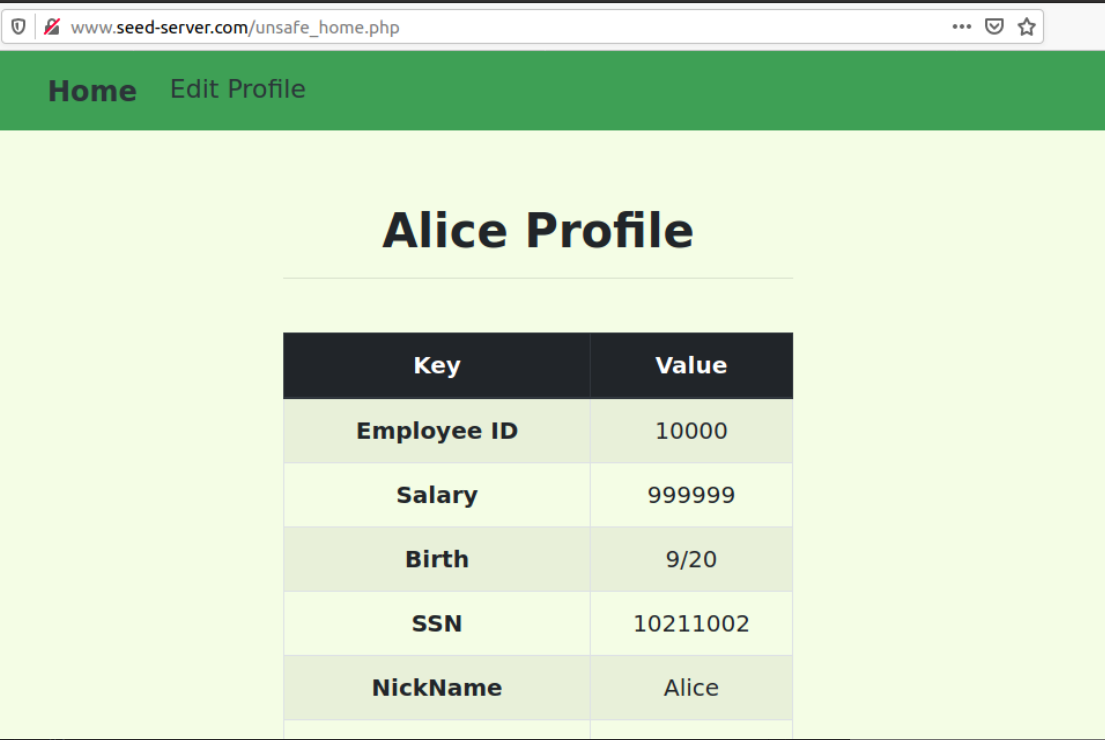 www.seed-server.com/unsafe_home.php
Home Edit Profile
Alice Profile
Key Value
Employee ID 10000
Salary 999999
Birth 9/20
SSN 10211002
NickName Alice